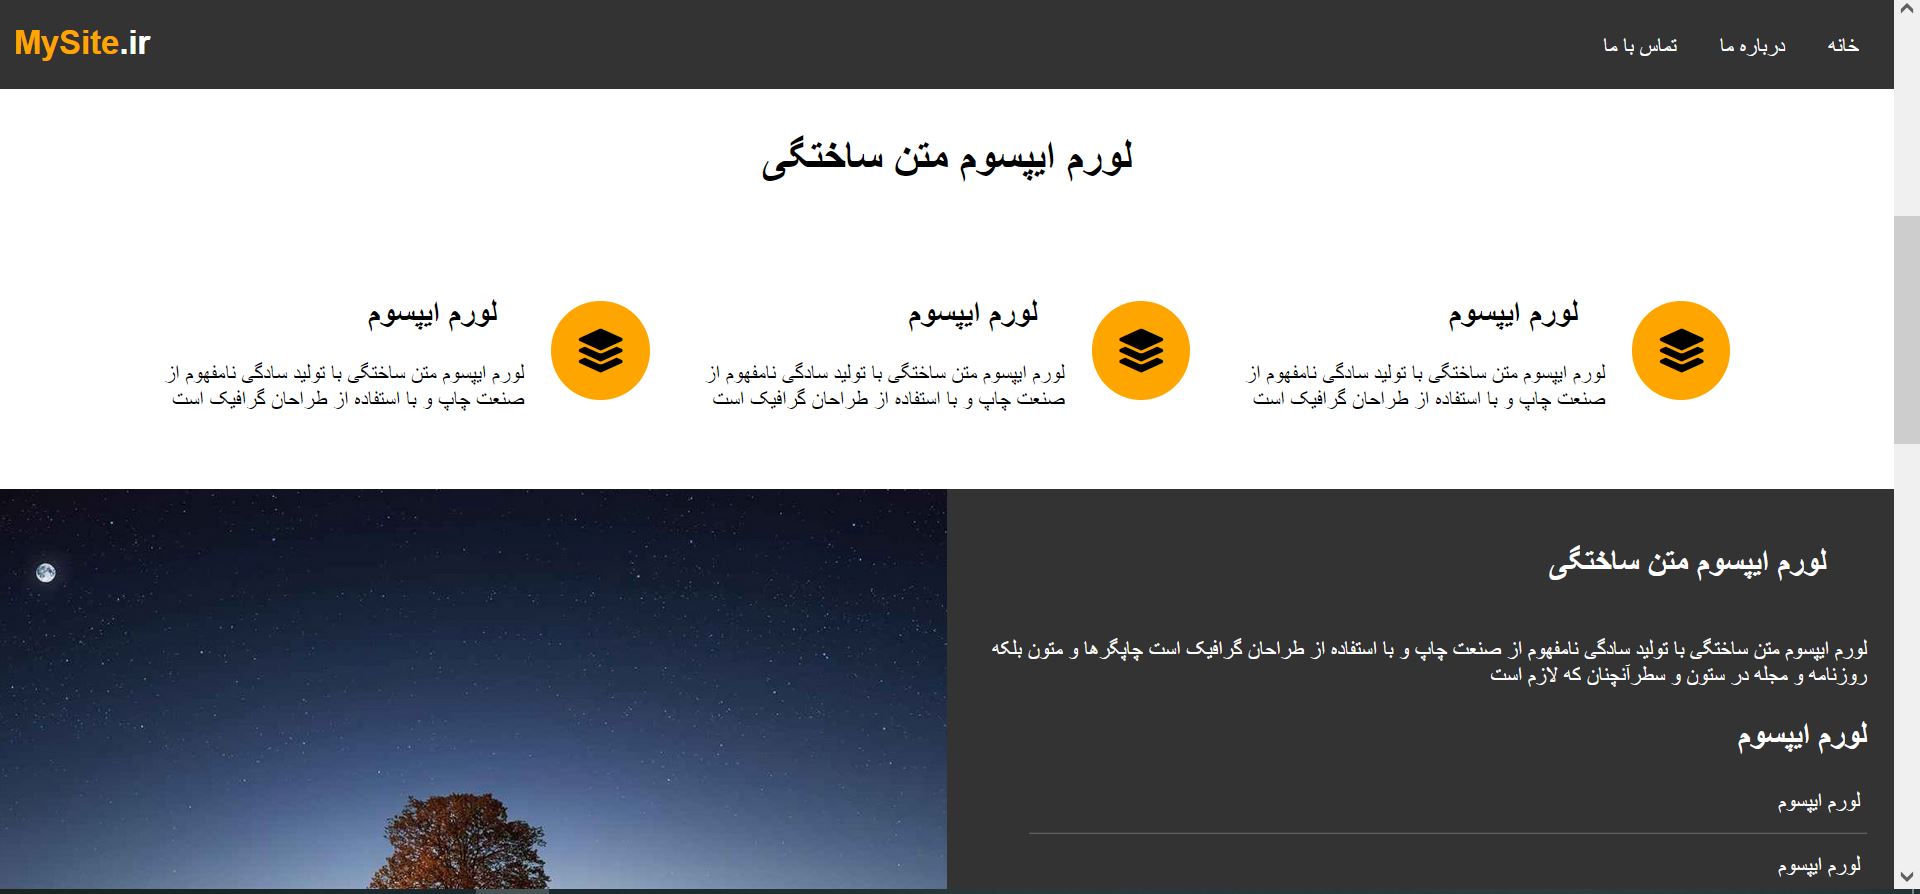 MySite.ir
خانه
درباره ما
تماس با ما
لورم ایپسوم متن ساختگی
لورم ایپسوم
لورم ایپسوم متن ساختگی با تولید سادگی نامفهوم از
صنعت چاپ و با استفاده از طراحان گرافیک است
لورم ایپسوم
لورم ایپسوم متن ساختگی با تولید سادگی نامفهوم از
صنعت چاپ و با استفاده از طراحان گرافیک است
لورم ایپسوم
لورم ایپسوم متن ساختگی با تولید سادگی نامفهوم از
صنعت چاپ و با استفاده از طراحان گرافیک است
لورم ایپسوم متن ساختگی
لورم ایپسوم متن ساختگی با تولید سادگی نامفهوم از صنعت چاپ و با استفاده از طراحان گرافیک است چاپگرها و متون بلکه
روزنامه و مجله در ستون و سطرآنچنان که لازم است
لورم ایپسوم
لورم ایپسوم
لورم ایپسوم